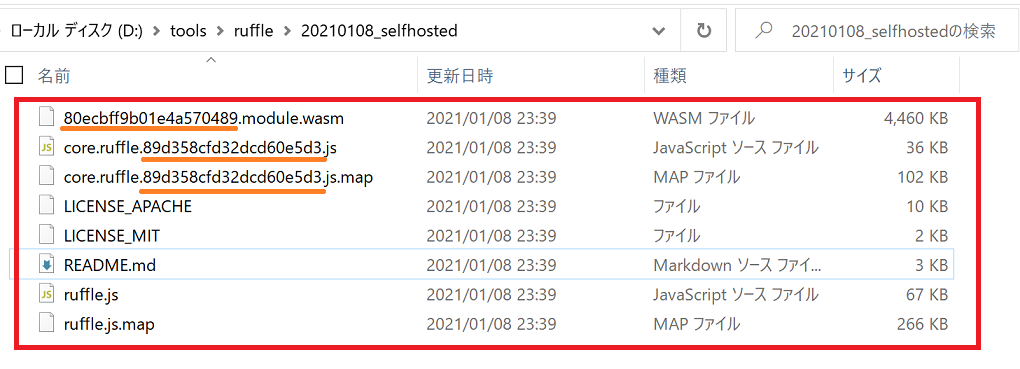 ローカル ディスク (D:) > tools > ruffle > 20210108_selfhosted 20210108_selfhostedの検索
名前 更新日時 種類 サイズ
80ecbff9b01e4a570489.module.wasm 2021/01/08 23:39 WASM ファイル 4,460 KB
core.ruffle.89d358cfd32dcd60e5d3.js 2021/01/08 23:39 JavaScript ソース ファイル 36 KB
core.ruffle.89d358cfd32dcd60e5d3.js.map 2021/01/08 23:39 MAP ファイル 102 KB
LICENSE_APACHE 2021/01/08 23:39 ファイル 10 KB
LICENSE_MIT 2021/01/08 23:39 ファイル 2 KB
README.md 2021/01/08 23:39 Markdown ソース ファイ... 3 KB
ruffle.js 2021/01/08 23:39 JavaScript ソース ファイル 67 KB
ruffle.js.map 2021/01/08 23:39 MAP ファイル 266 KB